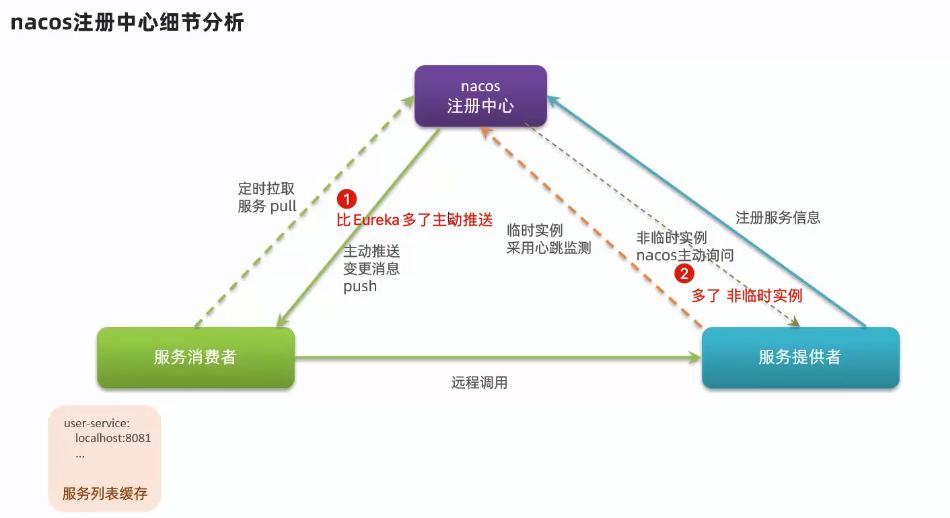 nacos注册中心细节分析
nacos
注册中心
定时拉取
服务 pull
1
比Eureka多了主动推送
主动推送
变更消息
push
临时实例
采用心跳监测
非临时实例
nacos主动询问
2
多了 非临时实例
注册服务信息
服务消费者
服务提供者
远程调用
user-service:
localhost:8081
...
服务列表缓存